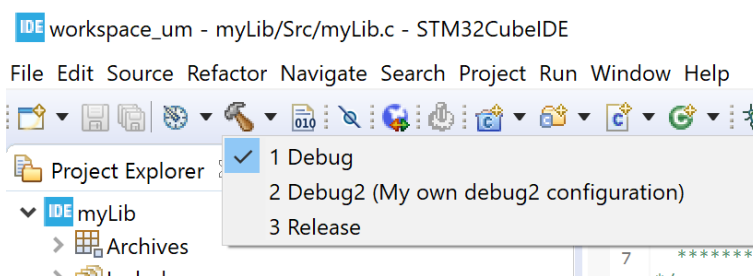 IDE workspace_um - myLib/Src/myLib.c - STM32CubeIDE
File Edit Source Refactor Navigate Search Project Run Window Help
010
1 Debug
2 Debug2 (My own debug2 configuration)
3 Release
Project Explorer
IDE myLib
Archives
7 ********